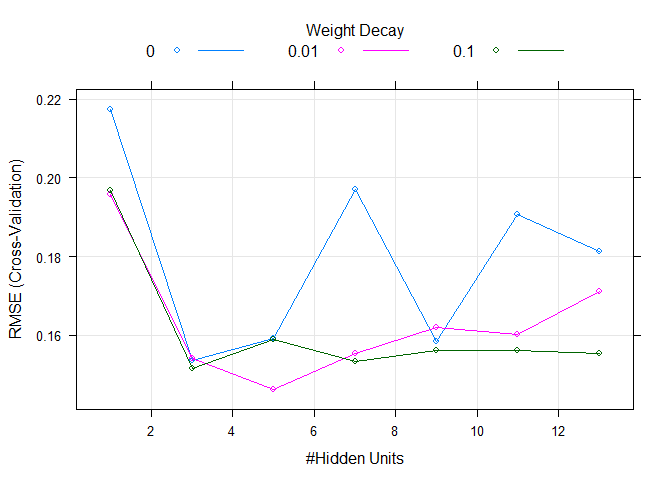 Weight Decay
0 0.01 0.1
RMSE (Cross-Validation)
0.22
0.20
0.18
0.16
2 4 6 8 10 12
#Hidden Units